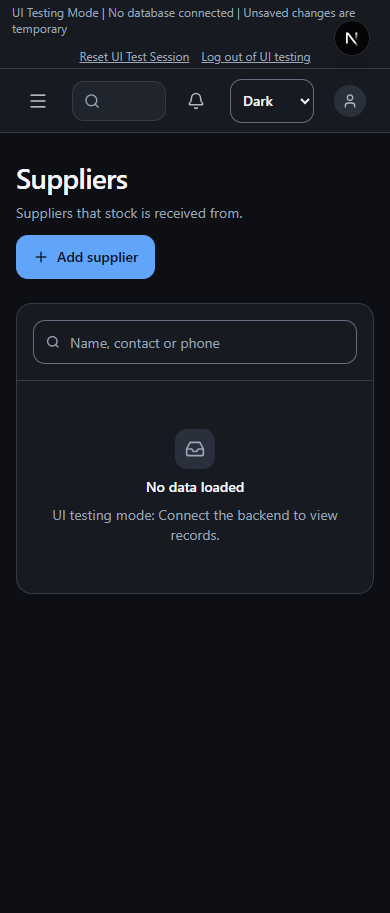 UI Testing Mode | No database connected | Unsaved changes are
temporary
N
Reset UI Test Session Log out of UI testing
Dark
Suppliers
Suppliers that stock is received from.
Add supplier
Name, contact or phone
No data loaded
UI testing mode: Connect the backend to view
records.